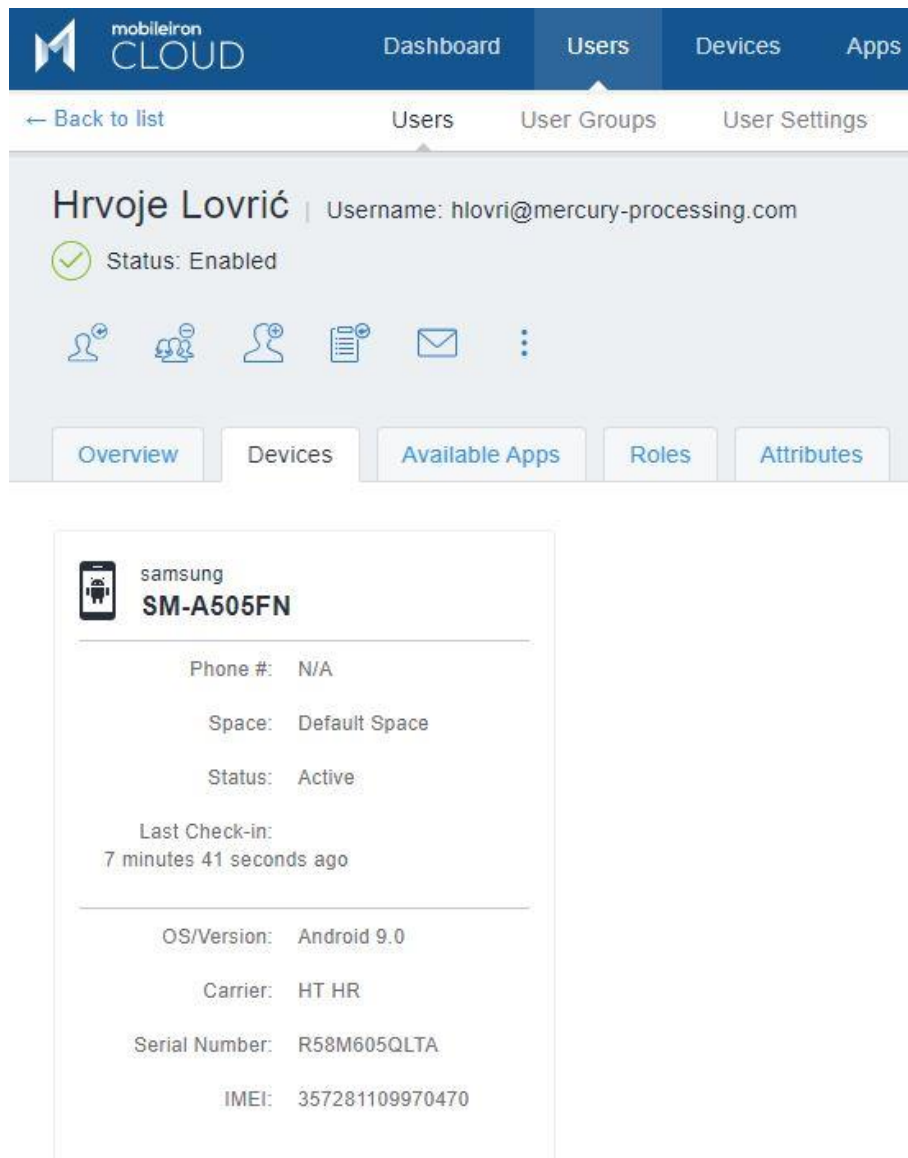 mobileiron
CLOUD
Dashboard Users Devices Apps
← Back to list Users User Groups User Settings
Hrvoje Lovrić | Username: hlovri@mercury-processing.com
Status: Enabled
Overview Devices Available Apps Roles Attributes
samsung
SM-A505FN
Phone #: N/A
Space: Default Space
Status: Active
Last Check-in:
7 minutes 41 seconds ago
OS/Version: Android 9.0
Carrier: HT HR
Serial Number: R58M605QLTA
IMEI: 357281109970470